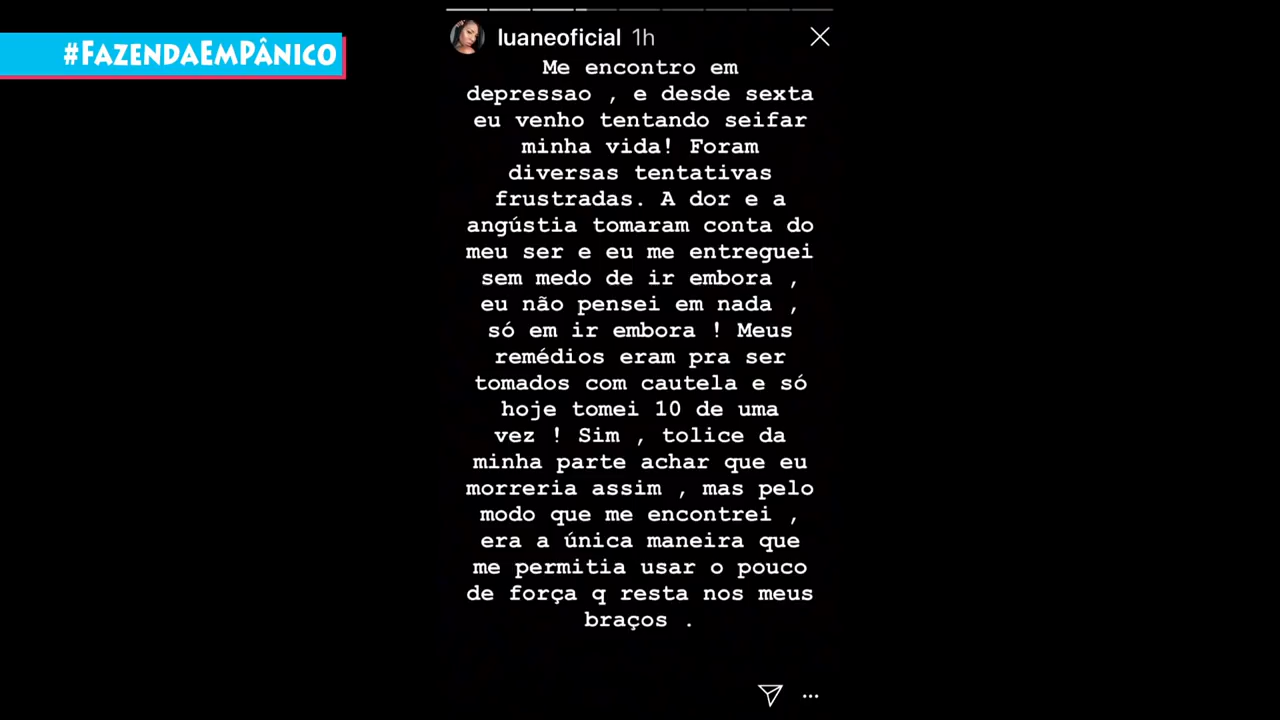 #FAZENDAEMPÂNICO
luaneoficial 1h
Me encontro em
depressao , e desde sexta
eu venho tentando seifar
minha vida! Foram
diversas tentativas
frustradas. A dor e a
angústia tomaram conta do
meu ser e eu me entreguei
sem medo de ir embora ,
eu não pensei em nada ,
só em ir embora ! Meus
remédios eram pra ser
tomados com cautela e só
hoje tomei 10 de uma
vez ! Sim , tolice da
minha parte achar que eu
morreria assim , mas pelo
modo que me encontrei ,
era a única maneira que
me permitia usar o pouco
de força q resta nos meus
braços .